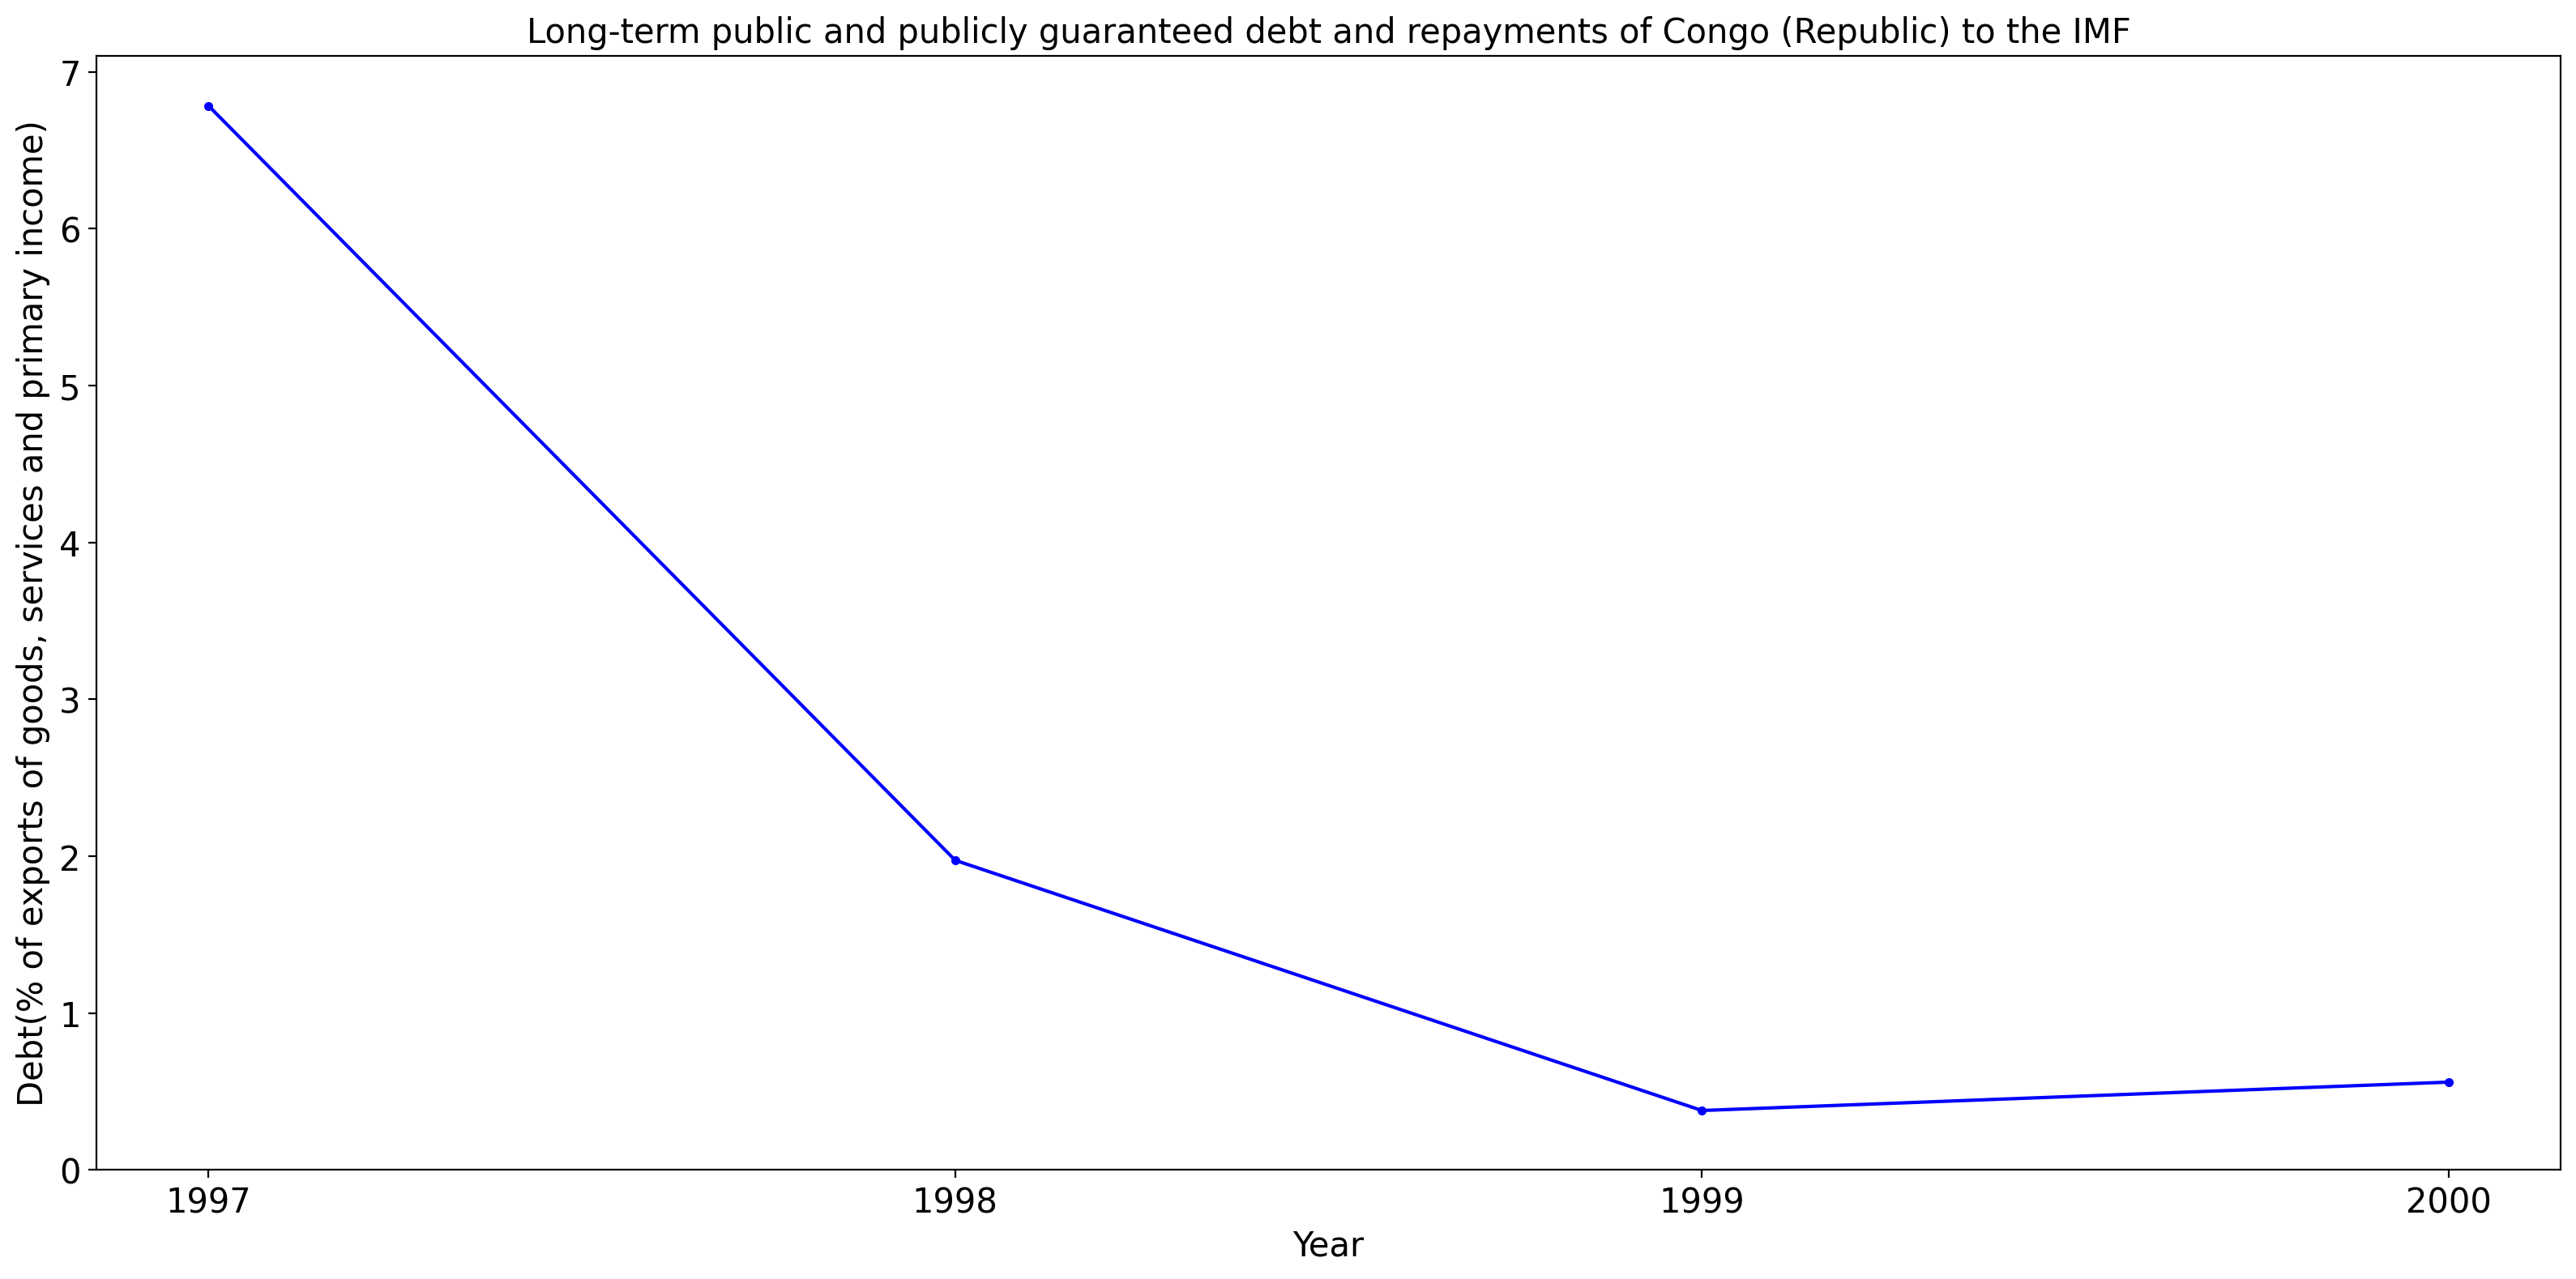 Long-term public and publicly guaranteed debt and repayments of Congo (Republic) to the IMF
Debt(% of exports of goods, services and primary income)
7
6
5
4
3
2
1
0
1997 1998 1999 2000
Year